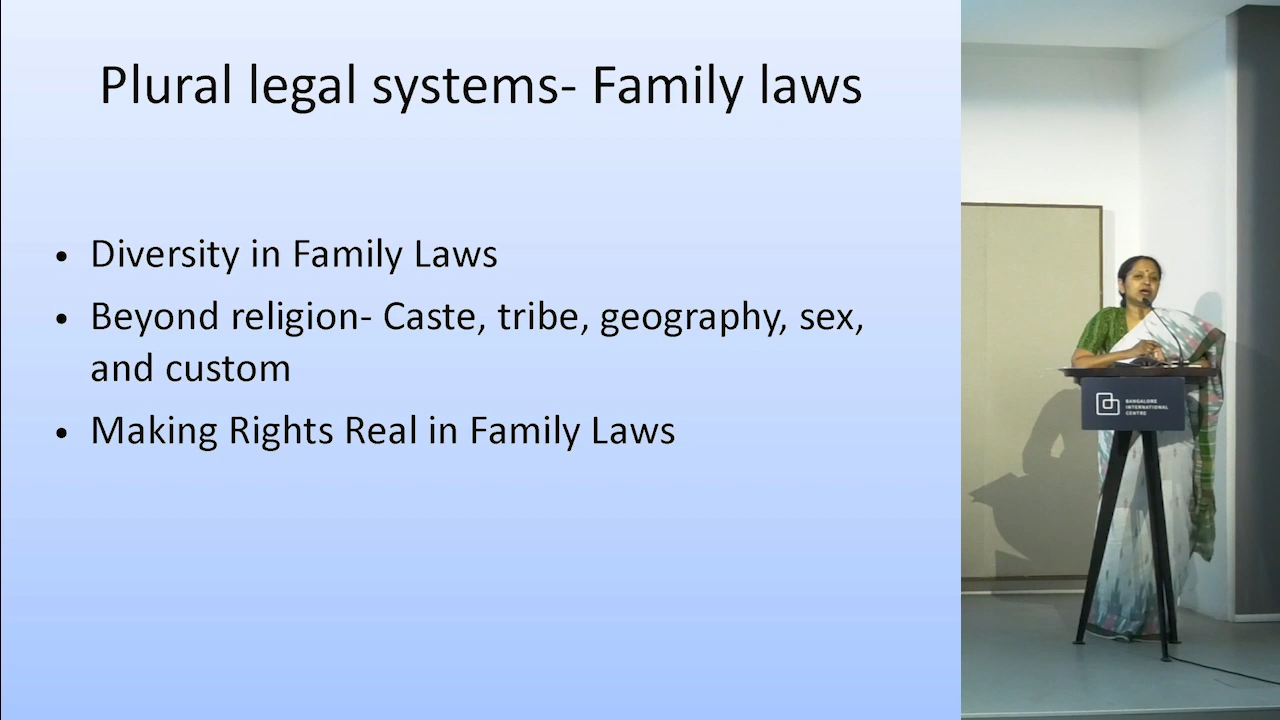 Plural legal systems- Family laws
• Diversity in Family Laws
• Beyond religion- Caste, tribe, geography, sex,
and custom
• Making Rights Real in Family Laws
BANGALORE
INTERNATIONAL
CENTRE